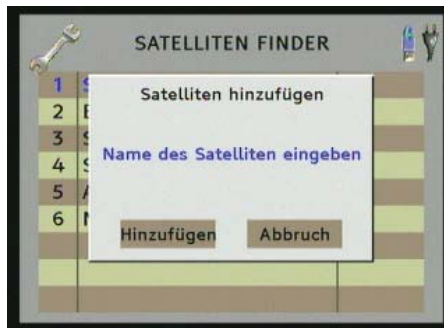 SATELLITEN FINDER
1 S
2 E
3 S
4 S
5 A
6 N
Satelliten hinzufügen
Name des Satelliten eingeben
Hinzufügen Abbruch